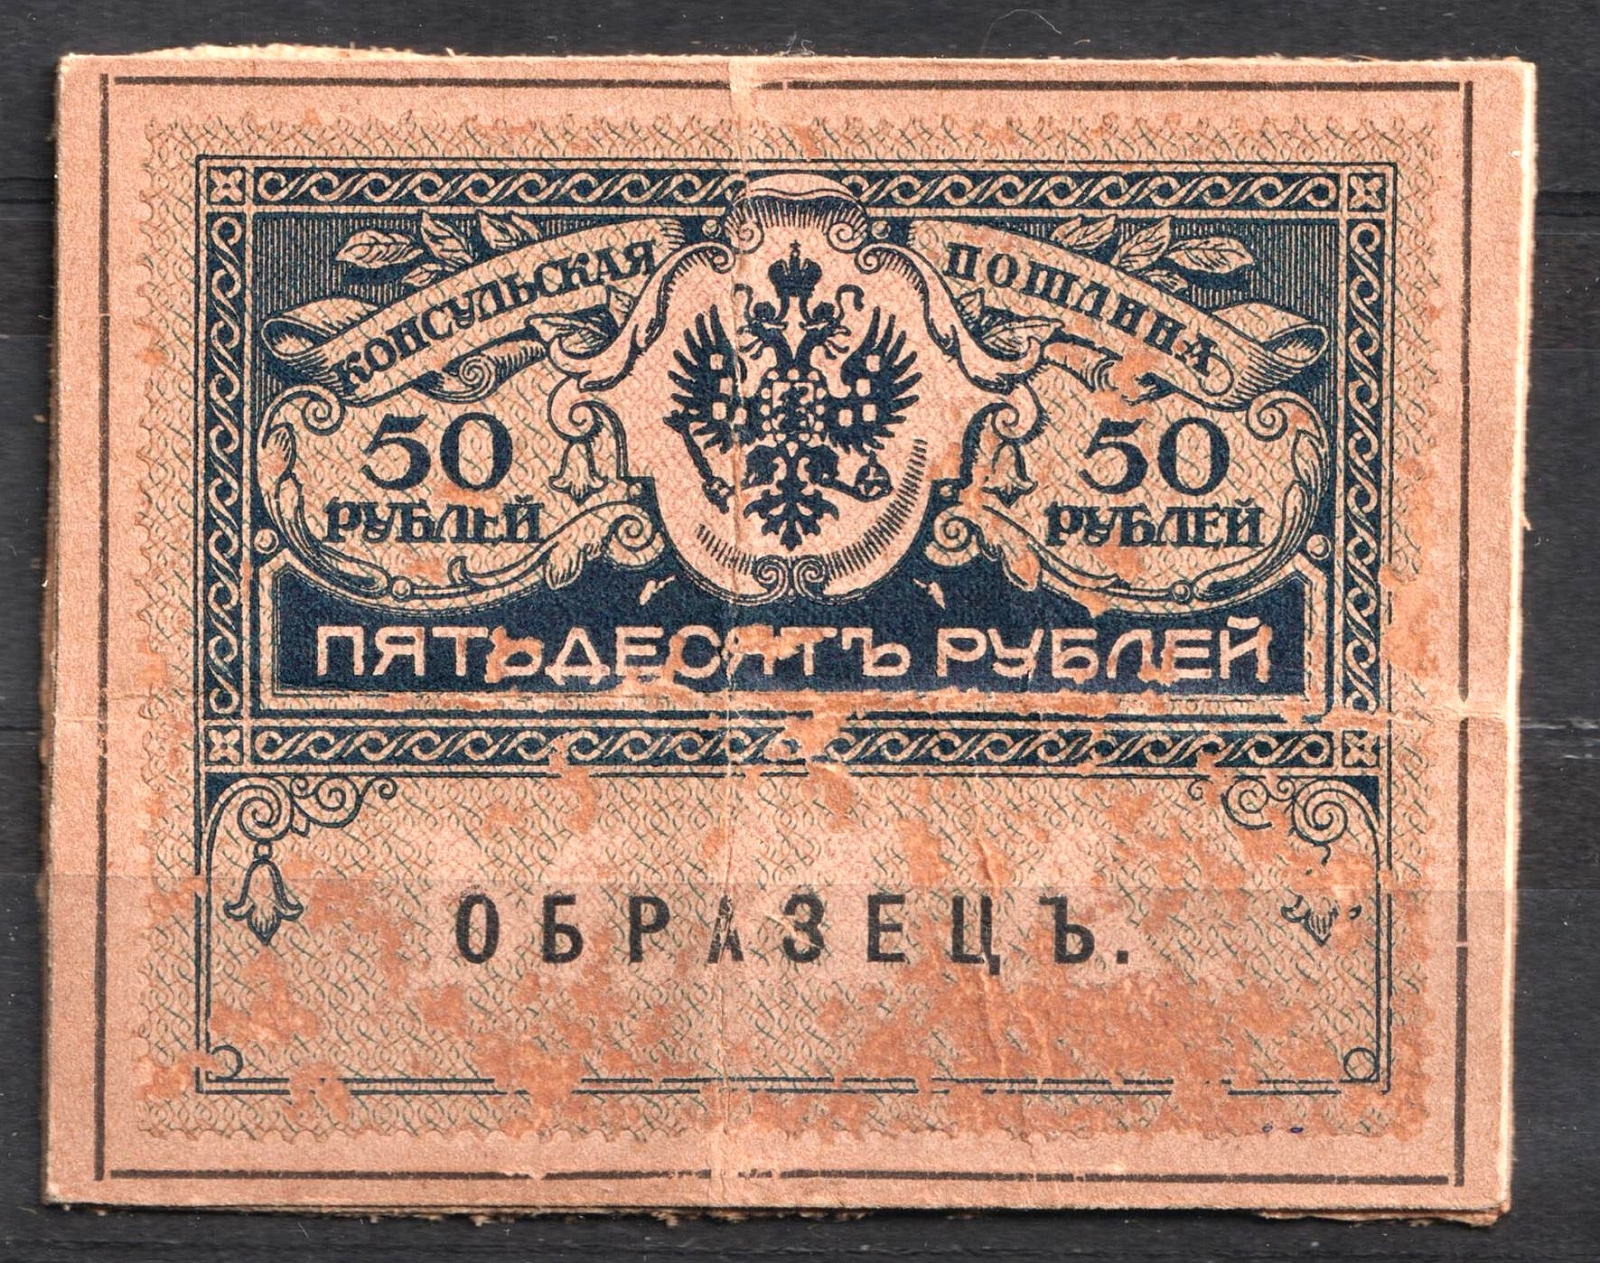 КОНСУЛЬСКАЯ ПОШЛИНА
50 50
РУБЛЕЙ РУБЛЕЙ
ПЯТЬДЕСЯТЪ РУБЛЕЙ
ОБРАЗЕЦЪ.